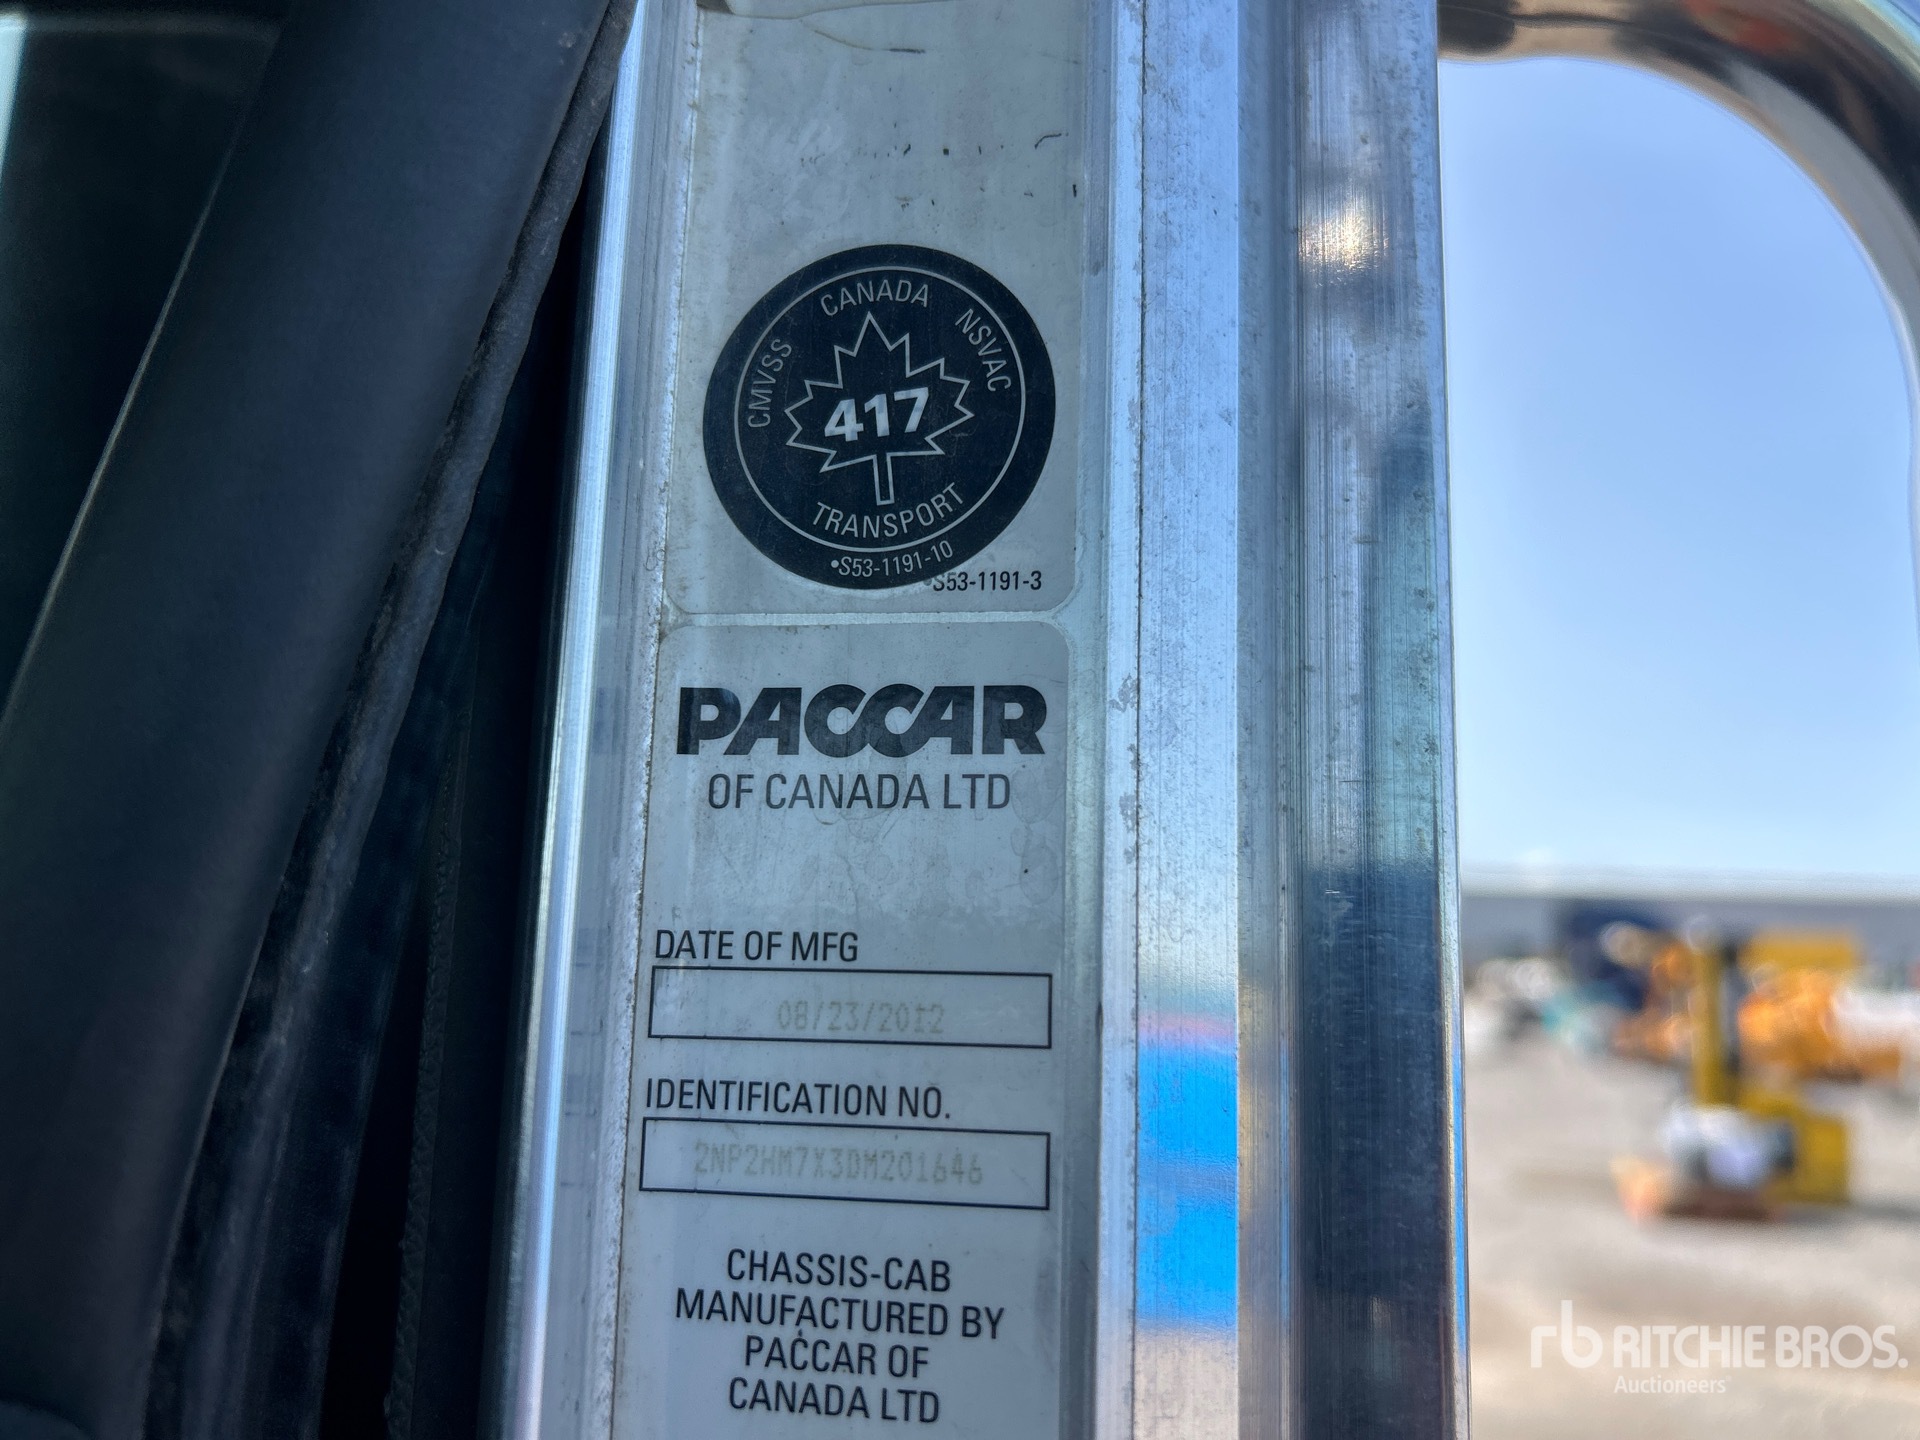 CANADA
CMVSS
NSVAC
417
TRANSPORT
•S53-1191-10
•S53-1191-3
PACCAR
OF CANADA LTD
DATE OF MFG
08/23/2012
IDENTIFICATION NO.
2NP2HM7X3DM201646
CHASSIS-CAB
MANUFACTURED BY
PACCAR OF
CANADA LTD
rb RITCHIE BROS.
Auctioneers